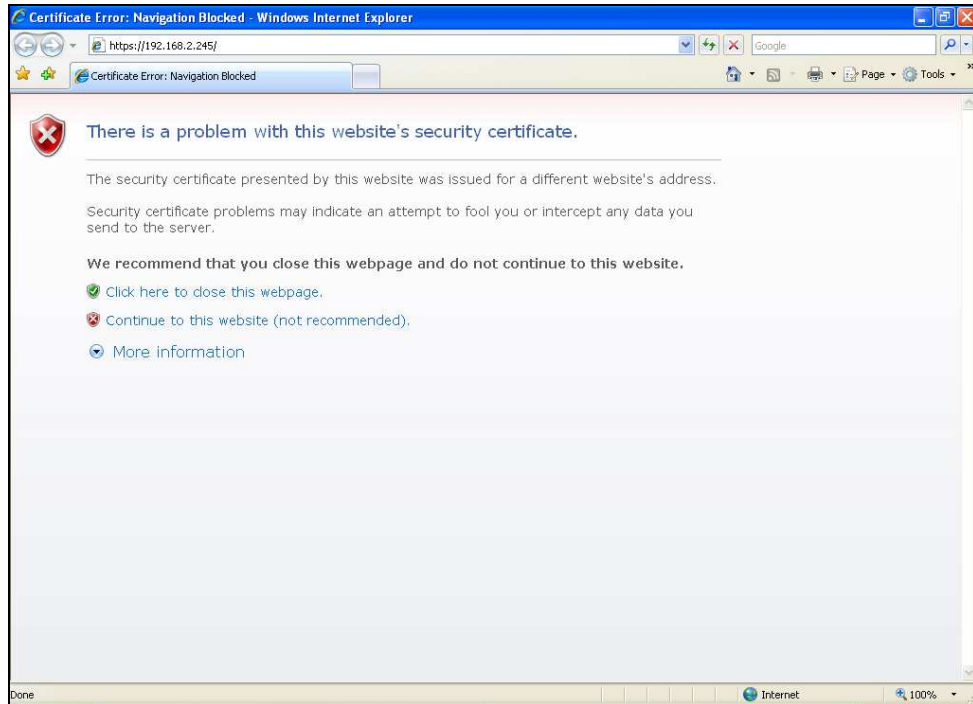 Certificate Error: Navigation Blocked - Windows Internet Explorer
https://192.168.2.245/
Google
Certificate Error: Navigation Blocked
Page
Tools
There is a problem with this website's security certificate.
The security certificate presented by this website was issued for a different website's address.
Security certificate problems may indicate an attempt to fool you or intercept any data you
send to the server.
We recommend that you close this webpage and do not continue to this website.
Click here to close this webpage.
Continue to this website (not recommended).
More information
Done
Internet
100%